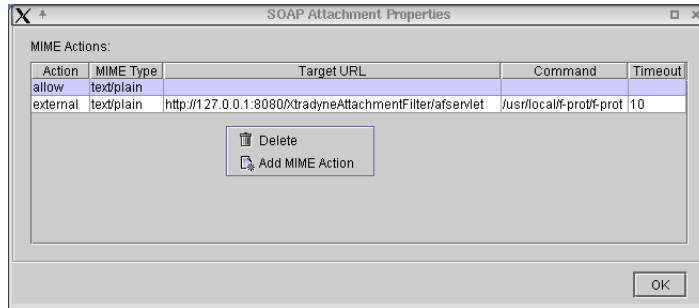 SOAP Attachment Properties
MIME Actions:
Action MIME Type Target URL Command Timeout
allow text/plain
external text/plain http://127.0.0.1:8080/XtradyneAttachmentFilter/afservlet /usr/local/f-prot/f-prot 10
Delete
Add MIME Action
OK